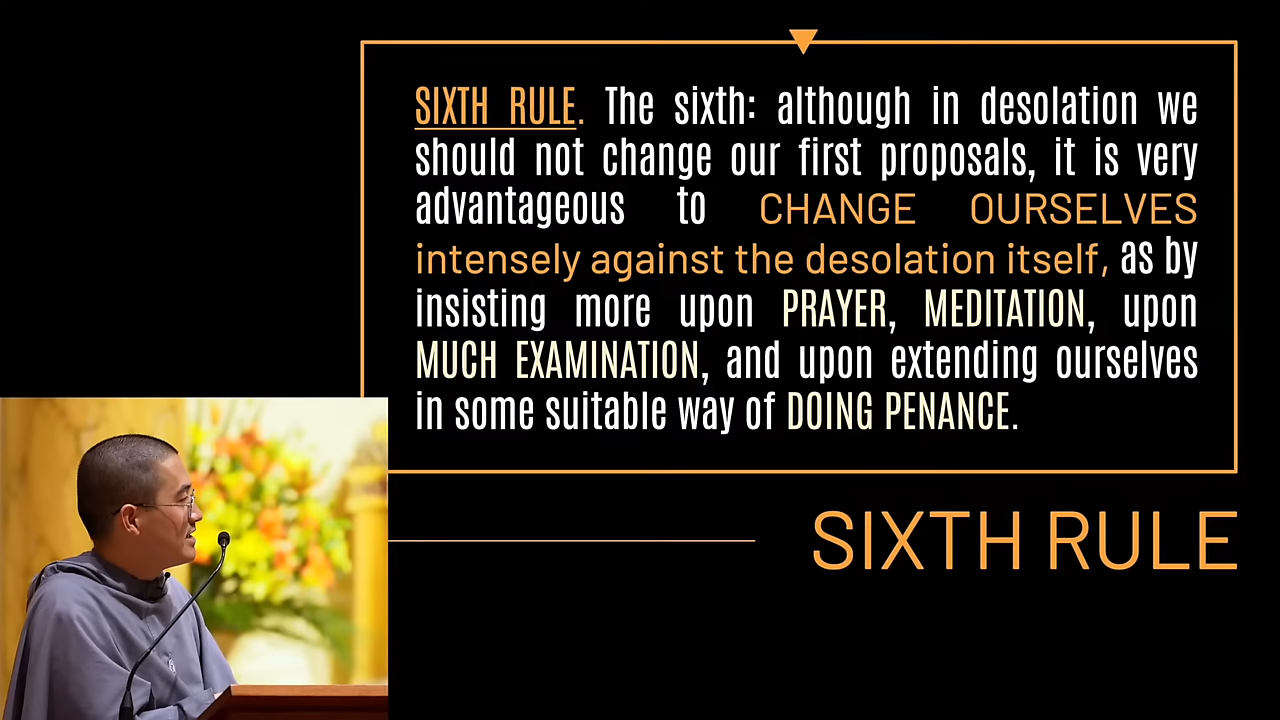 SIXTH RULE. The sixth: although in desolation we
should not change our first proposals, it is very
advantageous to CHANGE OURSELVES
intensely against the desolation itself, as by
insisting more upon PRAYER, MEDITATION, upon
MUCH EXAMINATION, and upon extending ourselves
in some suitable way of DOING PENANCE.
SIXTH RULE